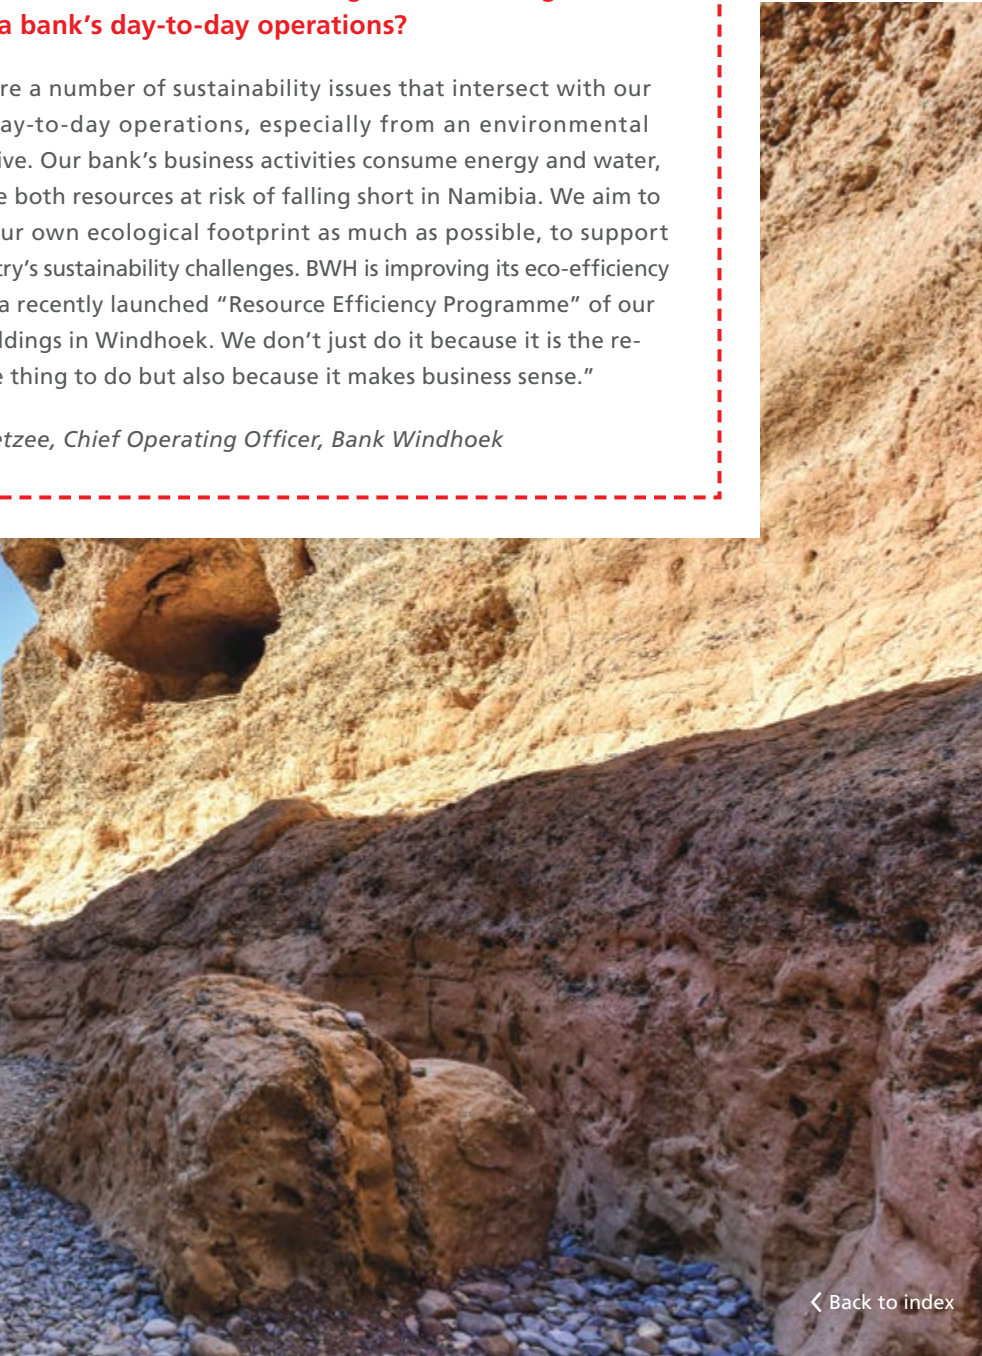 a bank’s day-to-day operations?
re a number of sustainability issues that intersect with our
ay-to-day operations, especially from an environmental
ive. Our bank’s business activities consume energy and water,
e both resources at risk of falling short in Namibia. We aim to
ur own ecological footprint as much as possible, to support
try’s sustainability challenges. BWH is improving its eco-efficiency
a recently launched “Resource Efficiency Programme” of our
ldings in Windhoek. We don’t just do it because it is the re-
e thing to do but also because it makes business sense.”
etzee, Chief Operating Officer, Bank Windhoek
Back to index